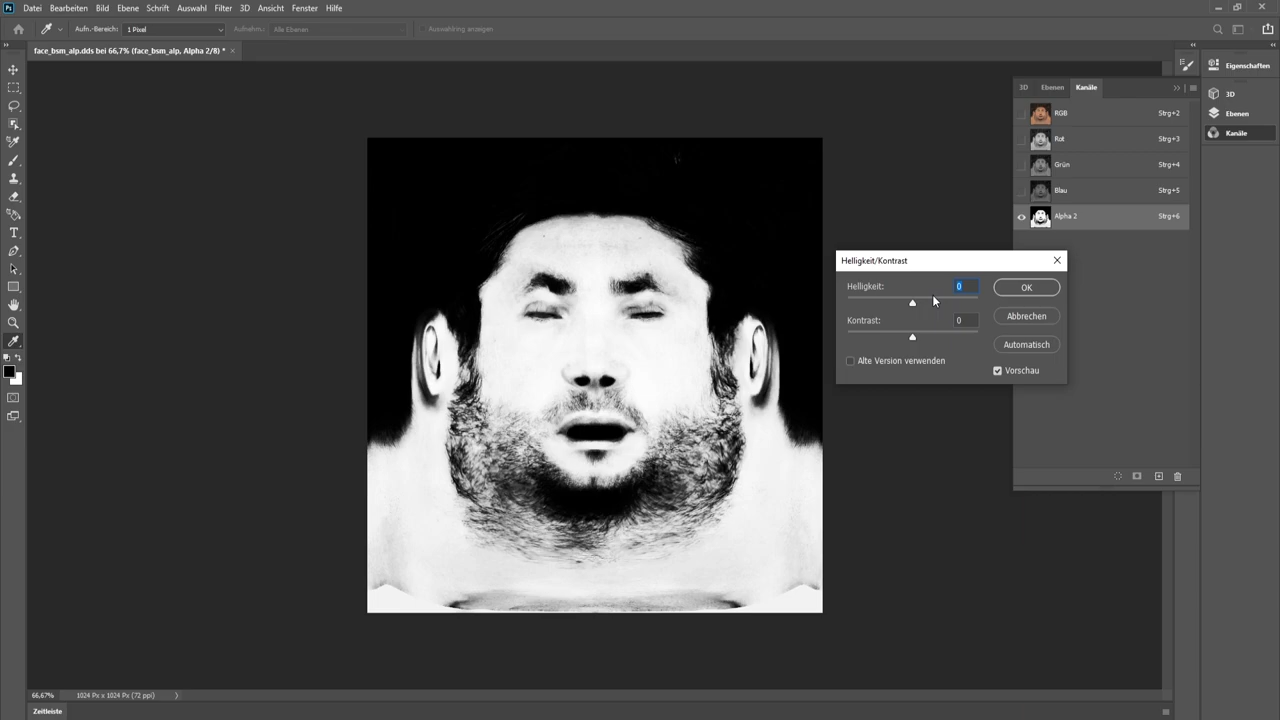 Ps Datei Bearbeiten Bild Ebene Schrift Auswahl Filter 3D Ansicht Fenster Hilfe
Aufn.-Bereich: 1 Pixel Aufnehm.: Alle Ebenen Auswahlring anzeigen
face_bsm_alp.dds bei 66,7% (face_bsm_alp, Alpha 2/8) *
3D Ebenen Kanäle
RGB Strg+2
Rot Strg+3
Grün Strg+4
Blau Strg+5
Alpha 2 Strg+6
Eigenschaften
3D
Ebenen
Kanäle
Helligkeit/Kontrast
Helligkeit: 0
Kontrast: 0
Alte Version verwenden
OK
Abbrechen
Automatisch
Vorschau
66,67% 1024 Px x 1024 Px (72 ppi)
Zeitleiste